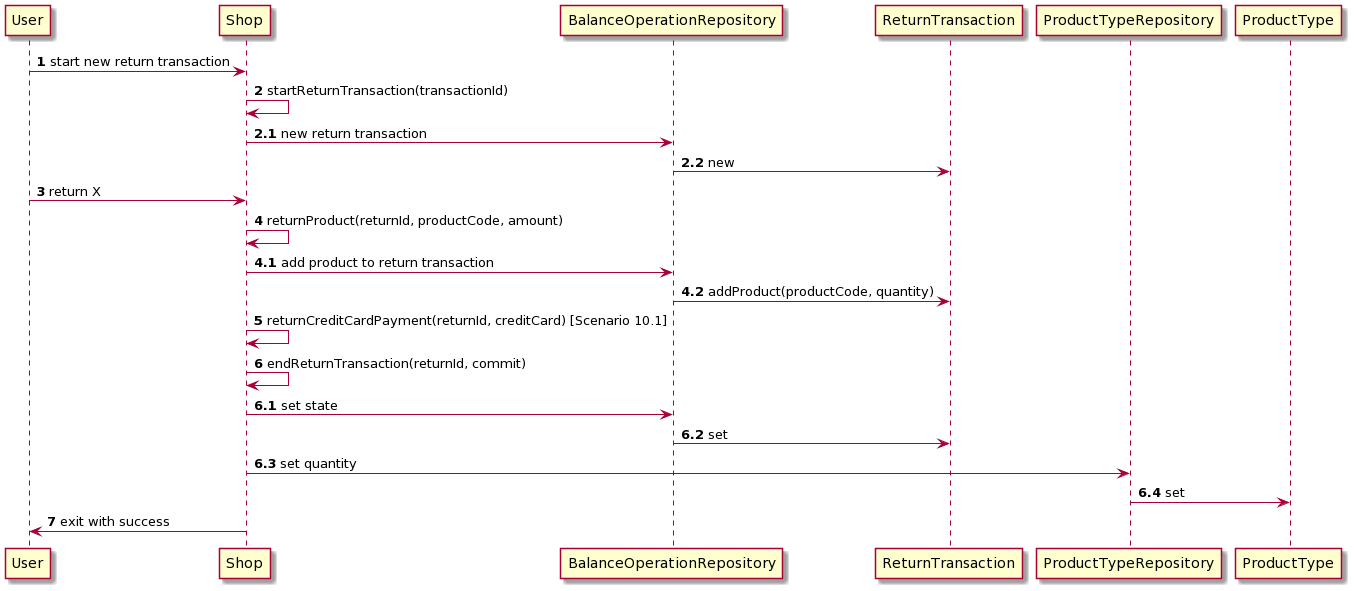 User Shop BalanceOperationRepository ReturnTransaction ProductTypeRepository ProductType
1 start new return transaction
2 startReturnTransaction(transactionId)
2.1 new return transaction
2.2 new
3 return X
4 returnProduct(returnId, productCode, amount)
4.1 add product to return transaction
4.2 addProduct(productCode, quantity)
5 returnCreditCardPayment(returnId, creditCard) [Scenario 10.1]
6 endReturnTransaction(returnId, commit)
6.1 set state
6.2 set
6.3 set quantity
6.4 set
7 exit with success
User Shop BalanceOperationRepository ReturnTransaction ProductTypeRepository ProductType